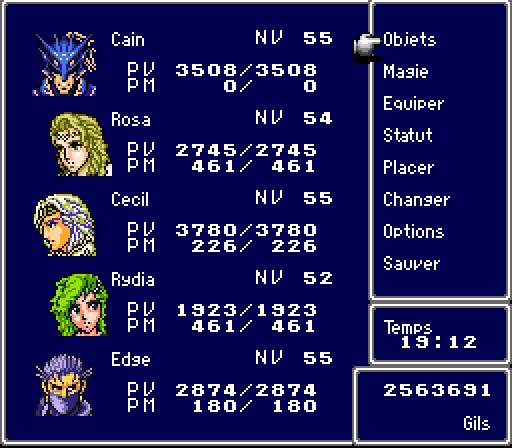 Cain NV 55
PV 3508/3508
PM 0/ 0
Rosa NV 54
PV 2745/2745
PM 461/ 461
Cecil NV 55
PV 3780/3780
PM 226/ 226
Rydia NV 52
PV 1923/1923
PM 461/ 461
Edge NV 55
PV 2874/2874
PM 180/ 180
Objets
Magie
Equiper
Statut
Placer
Changer
Options
Sauver
Temps
19:12
2563691
Gils